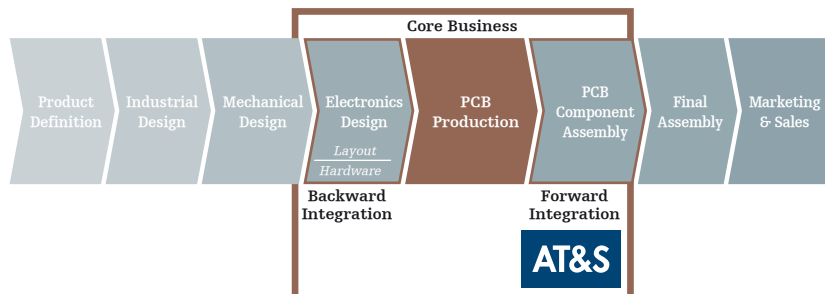 Core Business
Product
Definition
Industrial
Design
Mechanical
Design
Electronics
Design
Layout
Hardware
PCB
Production
PCB
Component
Assembly
Final
Assembly
Marketing
& Sales
Backward
Integration
Forward
Integration
AT&S